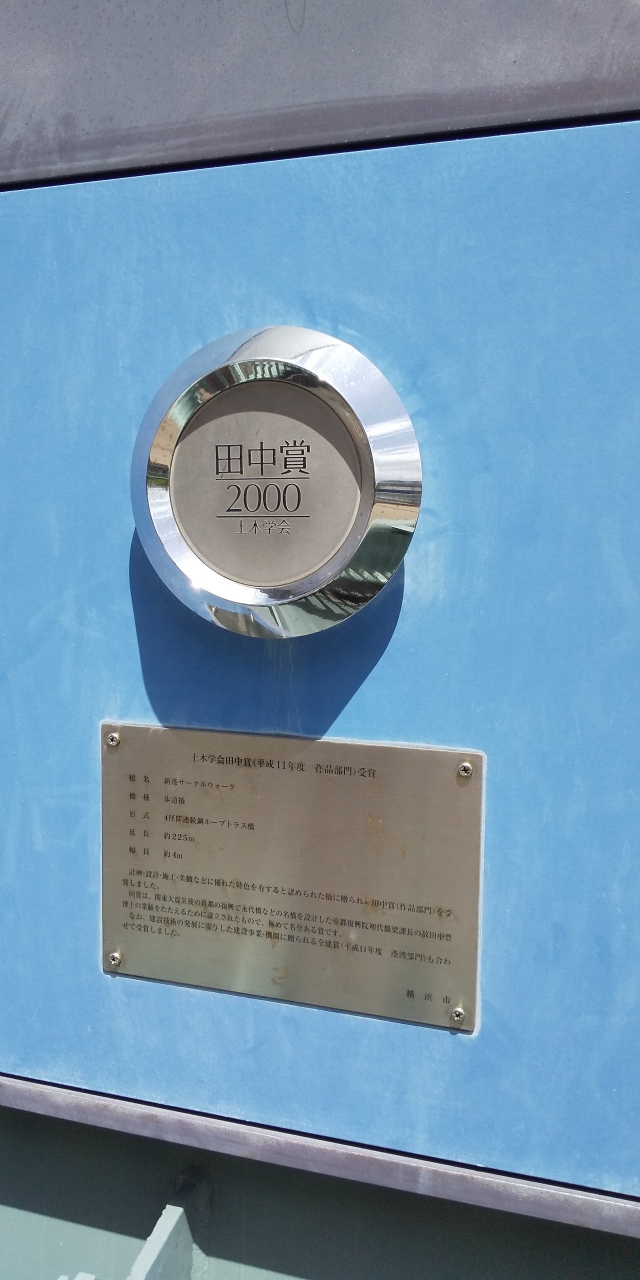 田中賞
2000
土木学会
土木学会田中賞(平成11年度 作品部門)受賞
橋 名 新港サークルウォーク
橋 種 歩道橋
形 式 4径間連続鋼ループトラス橋
延 長 約225m
幅 員 約4m
計画・設計・施工・美観などに優れた特色を有すると認められた橋に贈られる田中賞(作品部門)を受
賞しました。
同賞は、関東大震災後の首都の復興で永代橋などの名橋を設計した帝都復興院初代橋梁課長の故田中豊
博士の業績をたたえるために設立されたもので、極めて名誉ある賞です。
なお、建設技術の発展に寄与した建設事業・機関に贈られる全建賞(平成11年度 港湾部門)も合わ
せて受賞しました。
横 浜 市